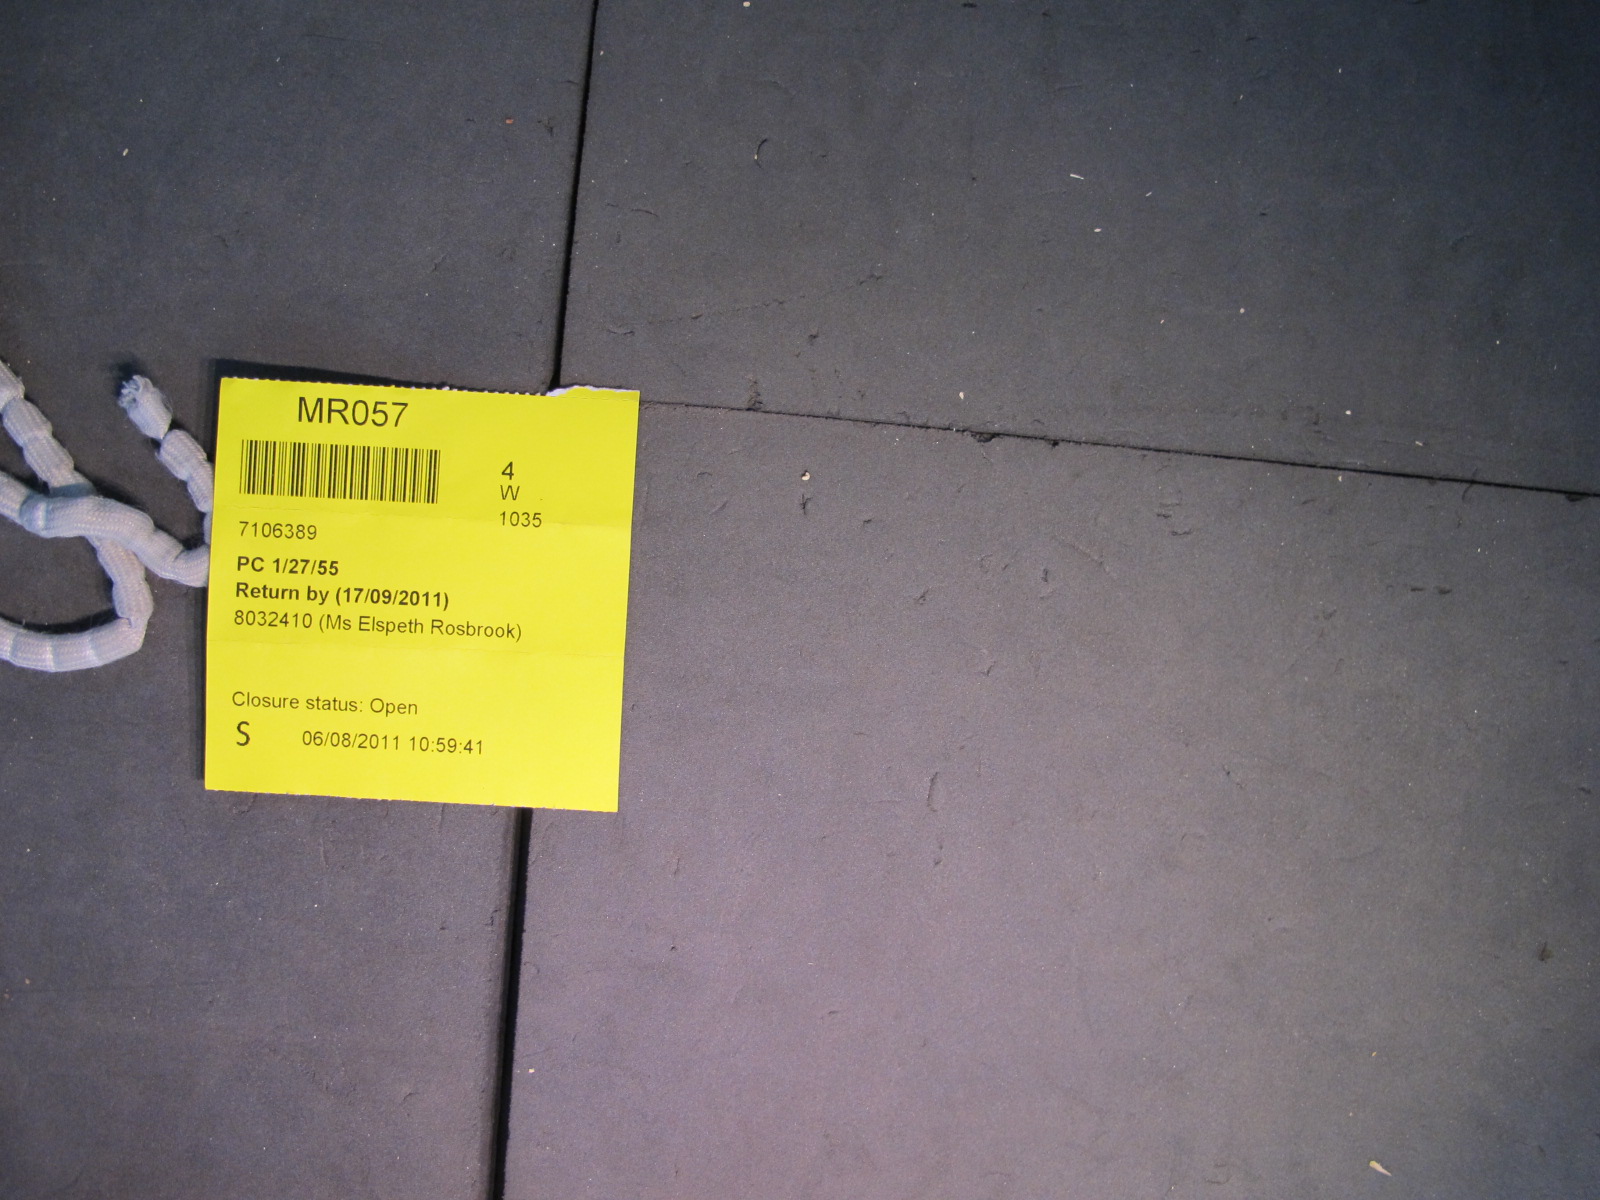 MR057
4
W
1035
7106389
PC 1/27/55
Return by (17/09/2011)
8032410 (Ms Elspeth Rosbrook)
Closure status: Open
S 06/08/2011 10:59:41